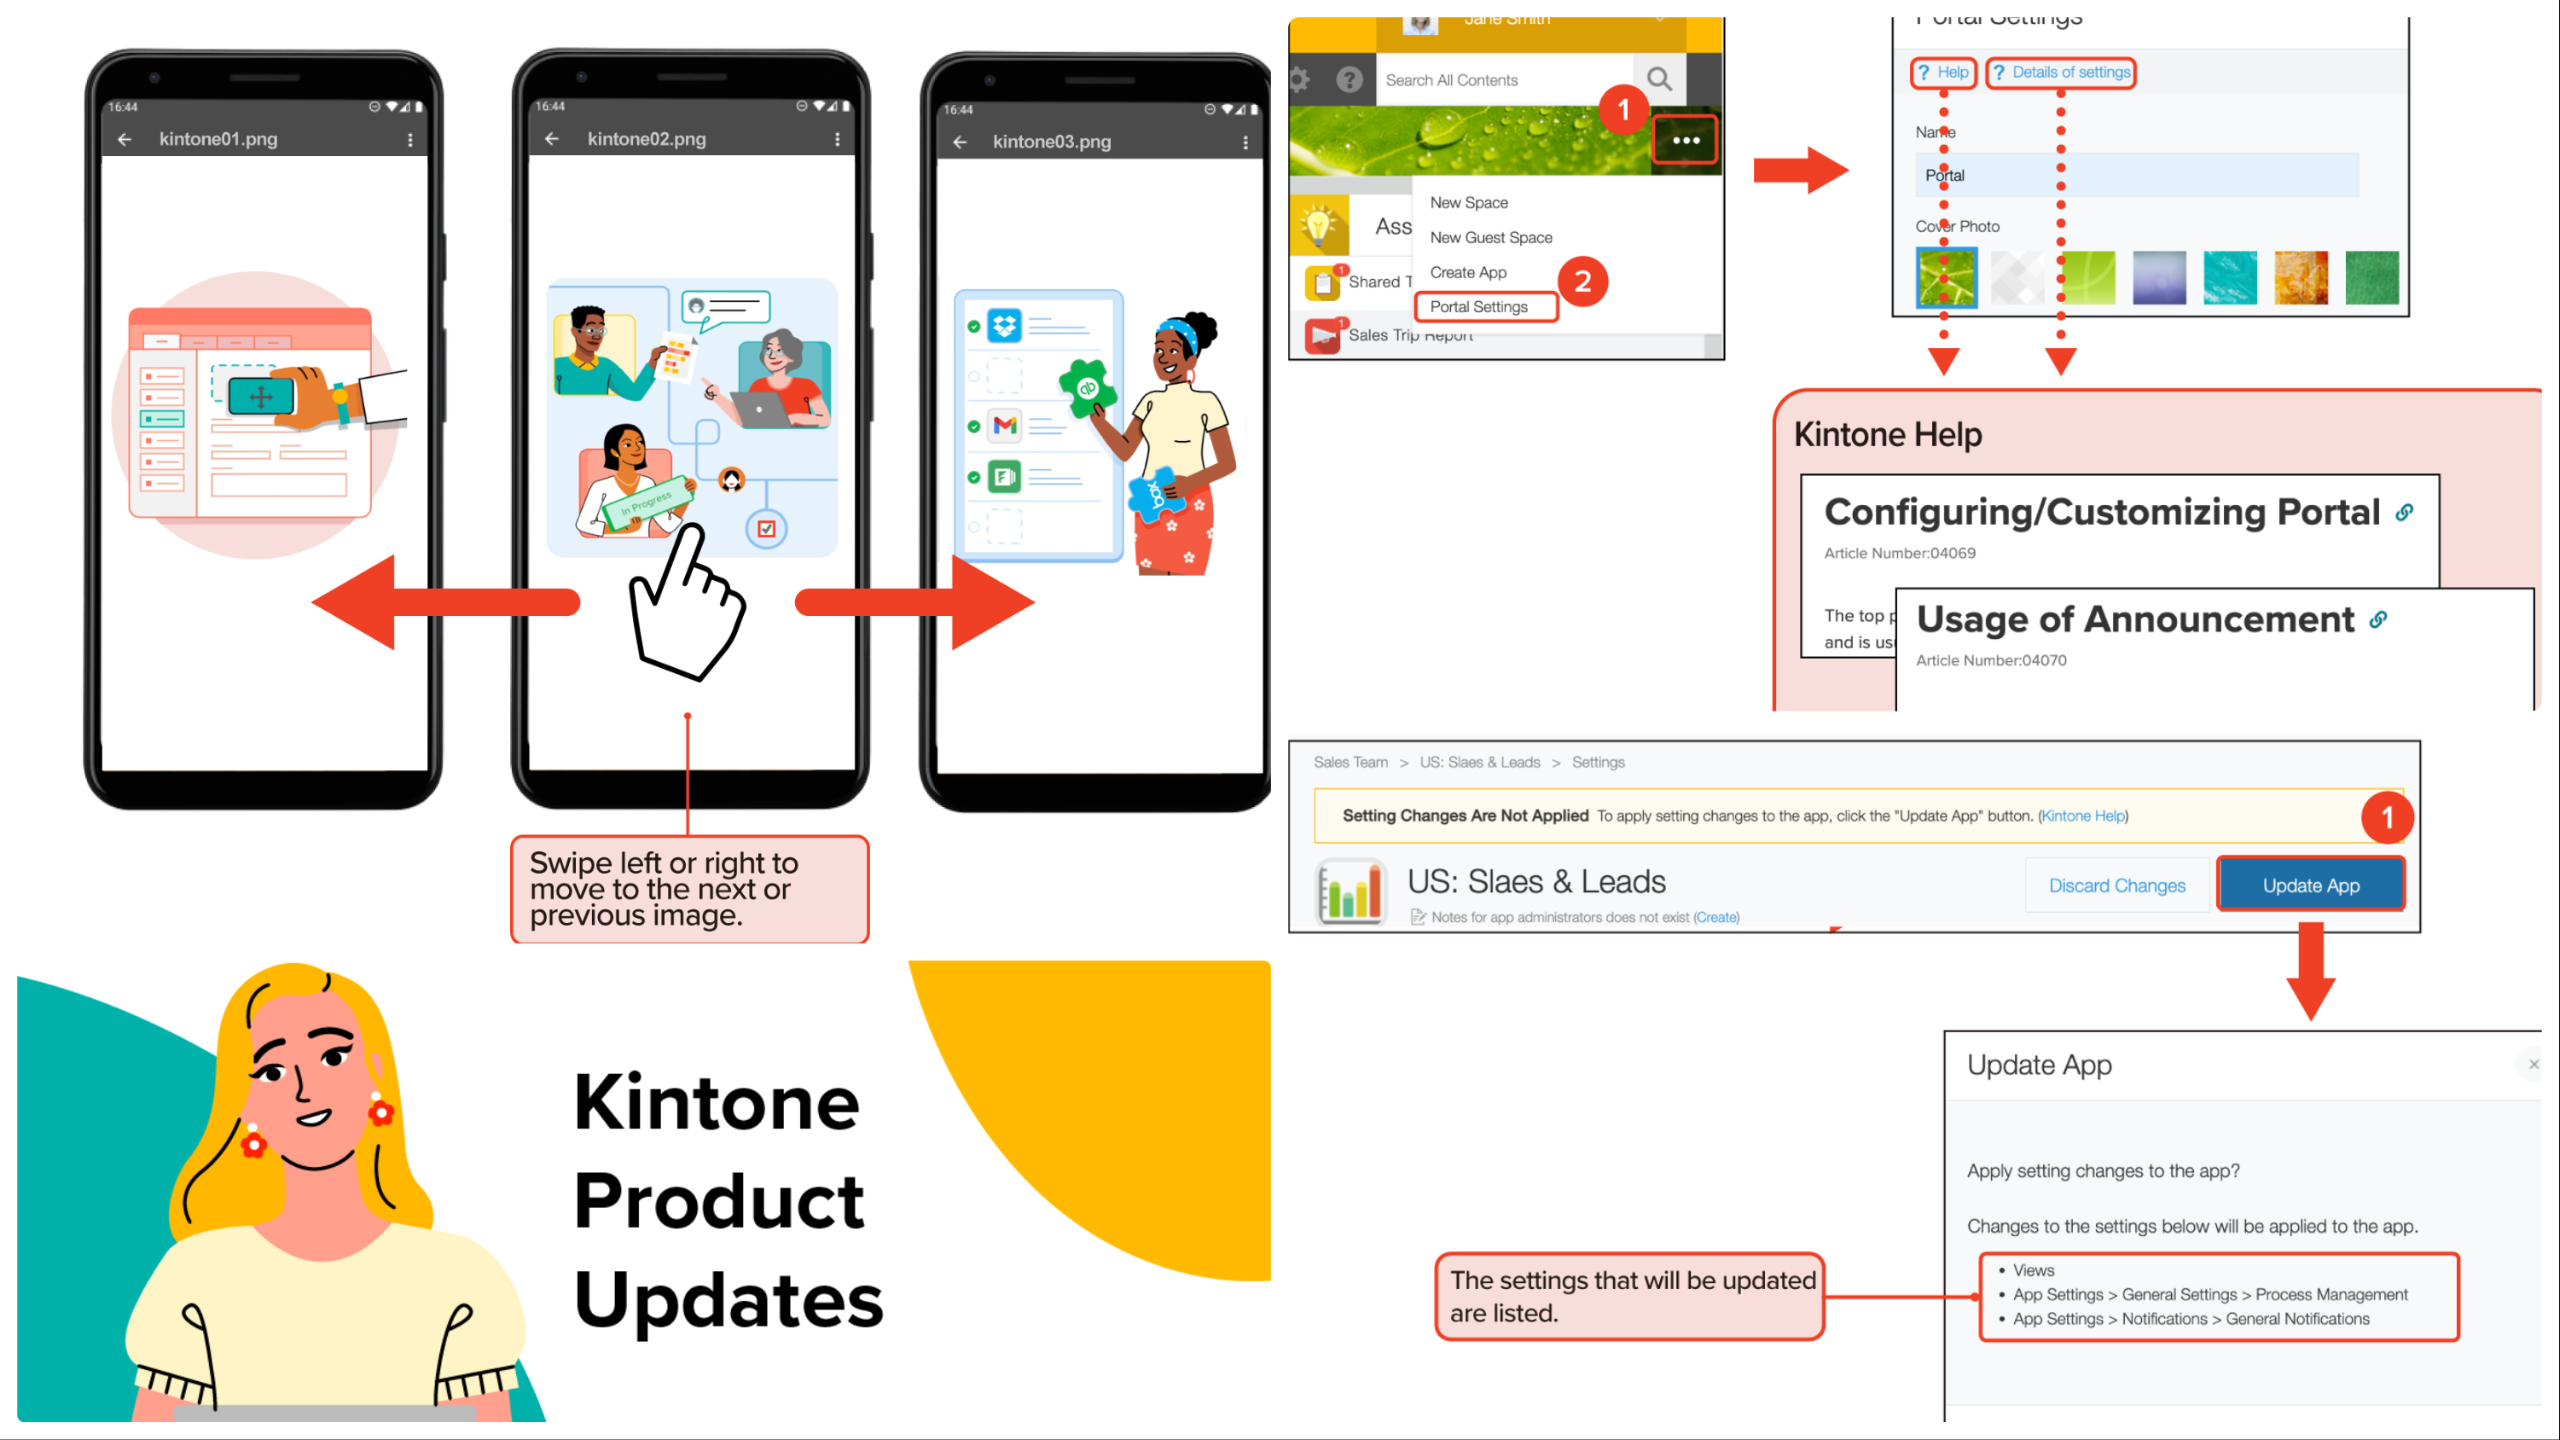 16:44
kintone01.png
16:44
kintone02.png
In Progress
16:44
kintone03.png
qb
box
Swipe left or right to
move to the next or
previous image.
Jane Smith
Search All Contents
1
New Space
New Guest Space
Create App
Portal Settings
2
Ass
1
Shared T
1
Sales Trip Report
Portal Settings
? Help
? Details of settings
Name
Portal
Cover Photo
Kintone Help
Configuring/Customizing Portal
Article Number:04069
The top p
and is us
Usage of Announcement
Article Number:04070
Sales Team > US: Slaes & Leads > Settings
Setting Changes Are Not Applied To apply setting changes to the app, click the "Update App" button. (Kintone Help)
1
US: Slaes & Leads
Notes for app administrators does not exist (Create)
Discard Changes
Update App
Update App
Apply setting changes to the app?
Changes to the settings below will be applied to the app.
• Views
• App Settings > General Settings > Process Management
• App Settings > Notifications > General Notifications
The settings that will be updated
are listed.
Kintone
Product
Updates